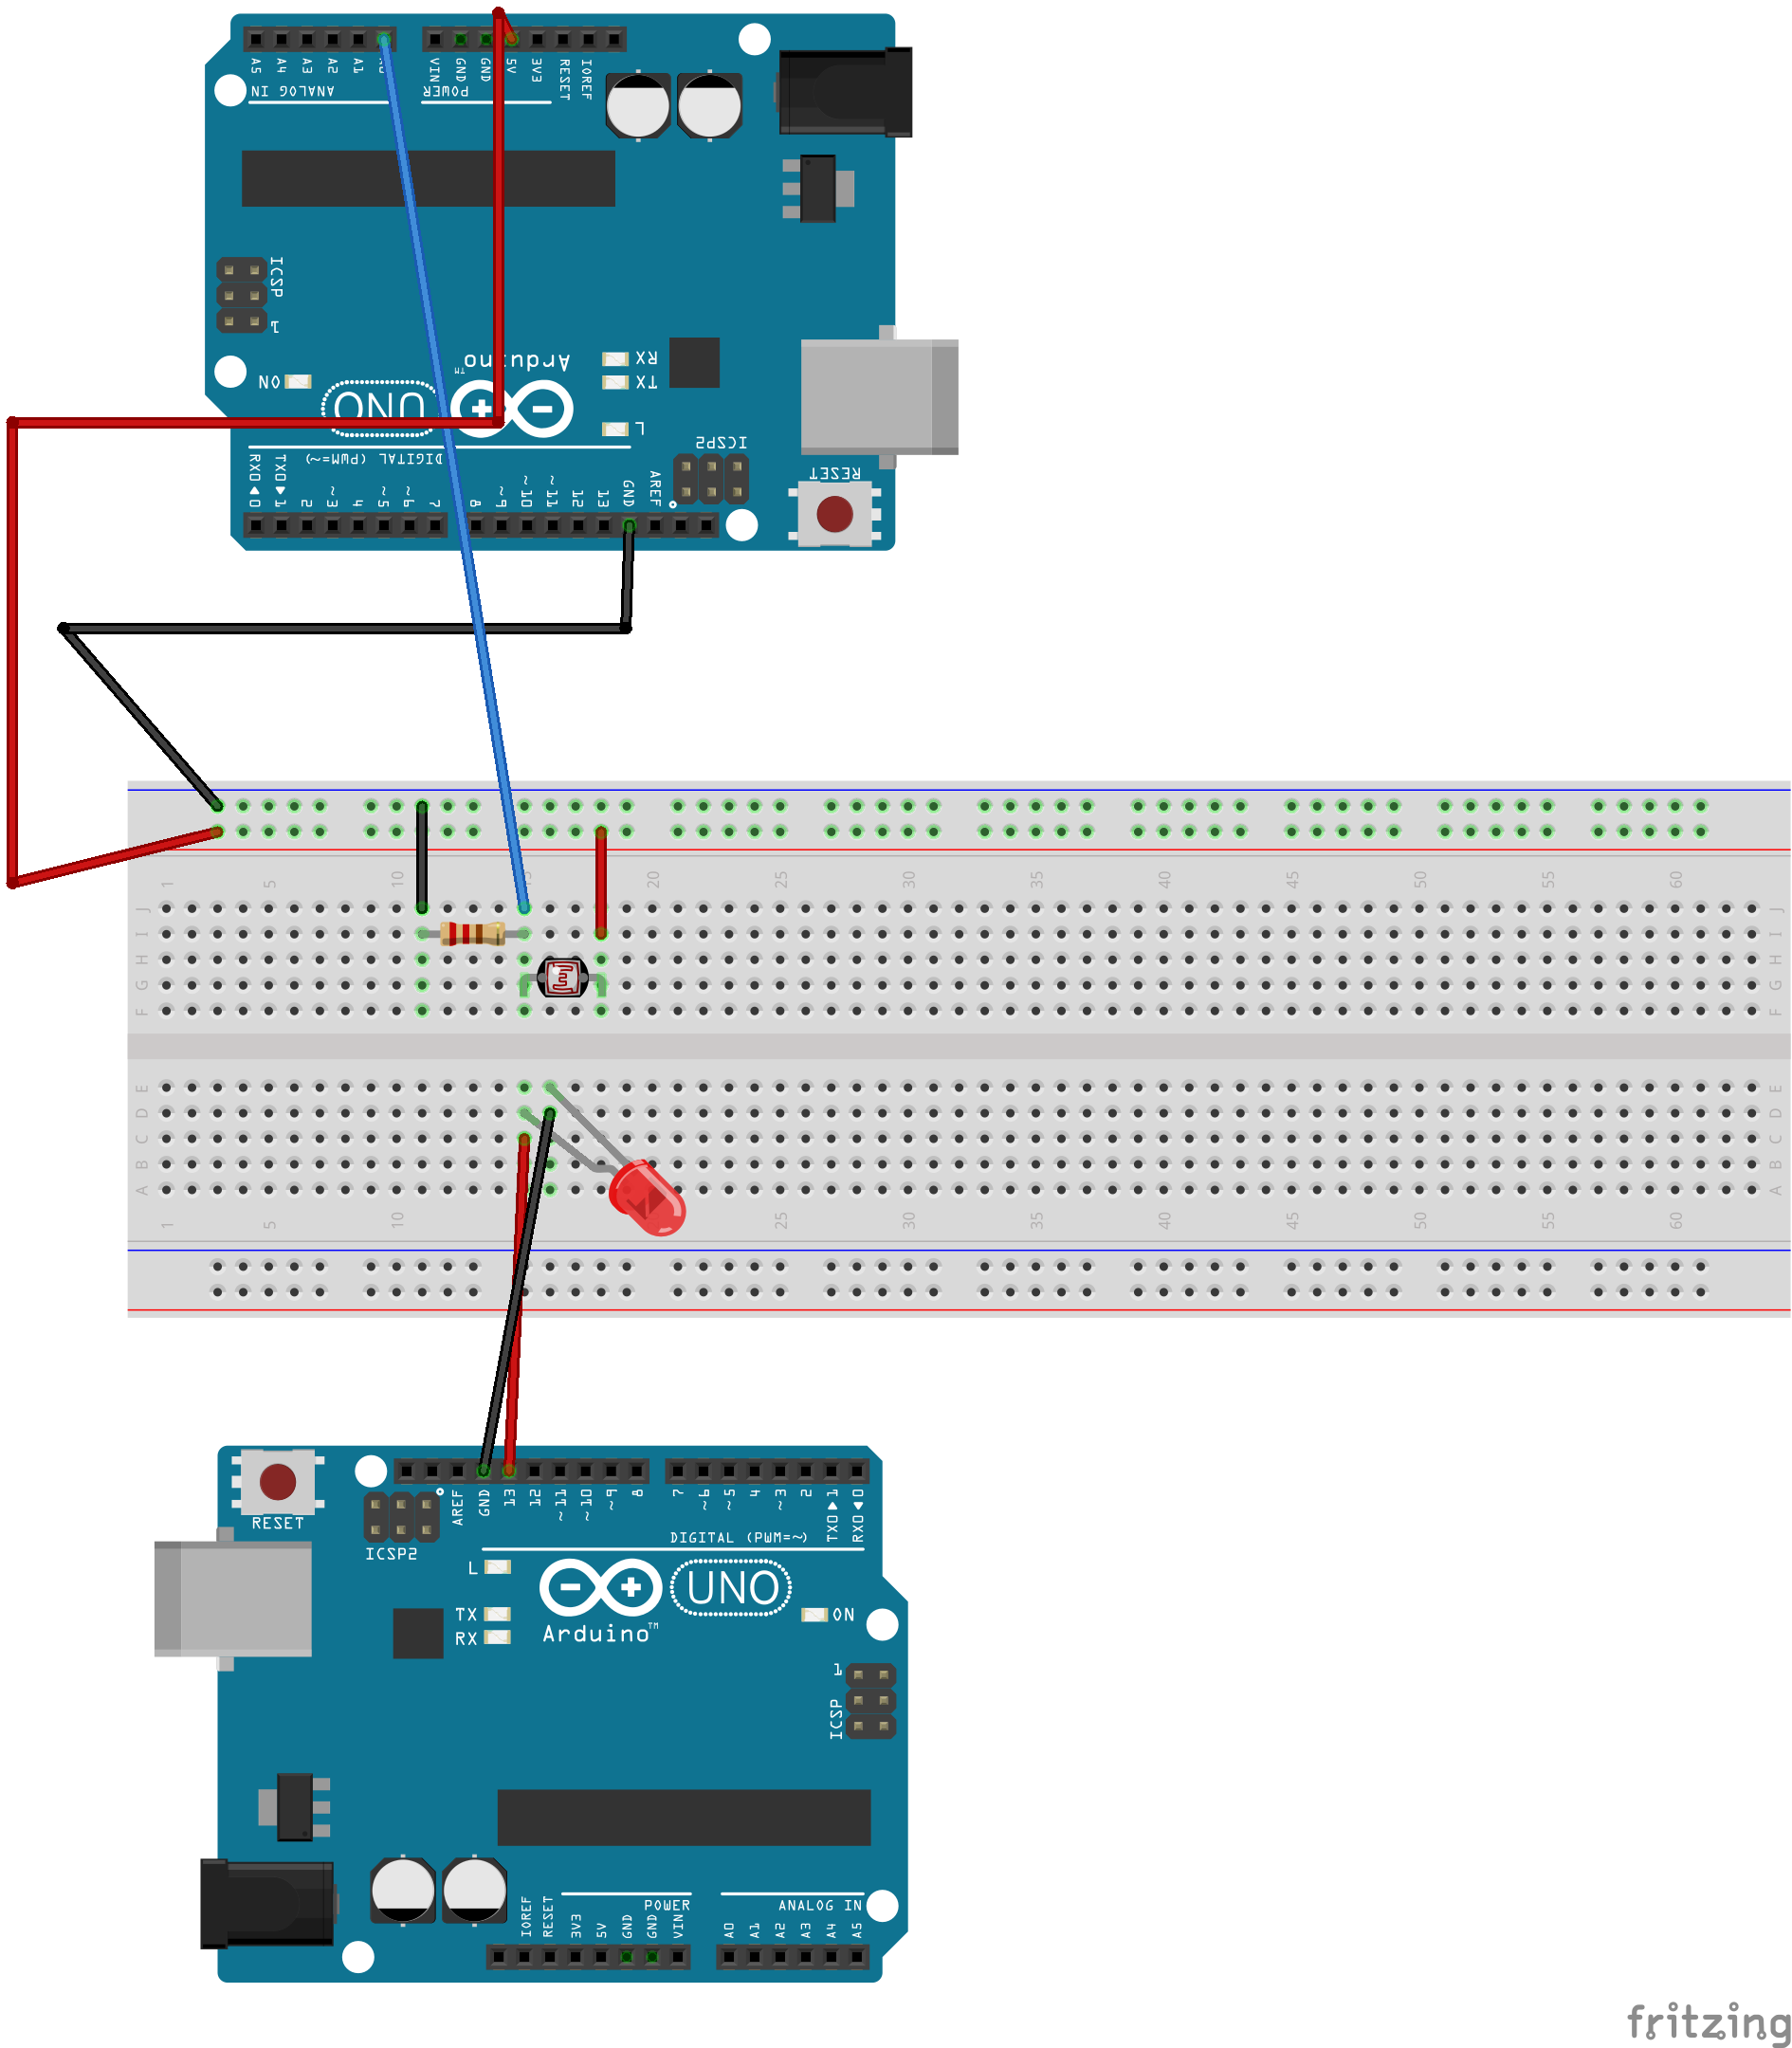 A5 A4 A3 A2 A1 VIN GND GND 5V 3V3 RESET IOREF
ANALOG IN POWER
ICSP
1
Arduino
TM
RX
ON UNO TX
L
ICSP2
DIGITAL (PWM=~)
RESET
RX0◄0 TX0►1 2 ~3 4 ~5 ~6 7 8 ~9 ~10 ~11 12 13 GND AREF
1 5 10 15 20 25 30 35 40 45 50 55 60
J J
I I
H H
G G
F F
E E
D D
C C
B B
A A
1 5 10 25 30 35 40 45 50 55 60
AREF GND 13 12 ~11 ~10 ~9 8 7 ~6 ~5 4 ~3 2 TX0►1 RX0◄0
RESET
DIGITAL (PWM=~)
ICSP2
L
UNO
TX ON
RX Arduino TM
1
ICSP
POWER ANALOG IN
IOREF RESET 3V3 5V GND GND VIN A0 A1 A2 A3 A4 A5
fritzing